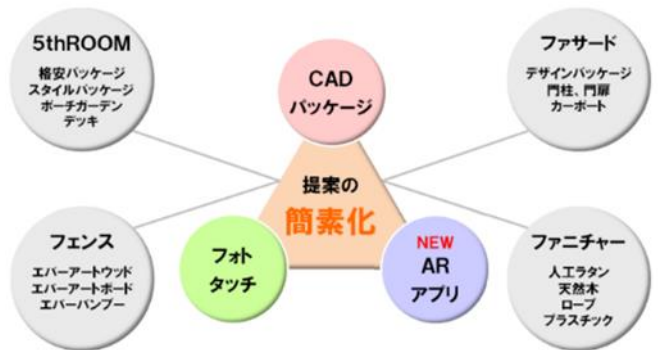 5thROOM
格安パッケージ
スタイルパッケージ
ポーチガーデン
デッキ
CAD
パッケージ
ファサード
デザインパッケージ
門柱、門扉
カーポート
提案の
簡素化
フェンス
エバーアートウッド
エバーアートボード
エバーバンブー
フォト
タッチ
NEW
AR
アプリ
ファニチャー
人工ラタン
天然木
ロープ
プラスチック